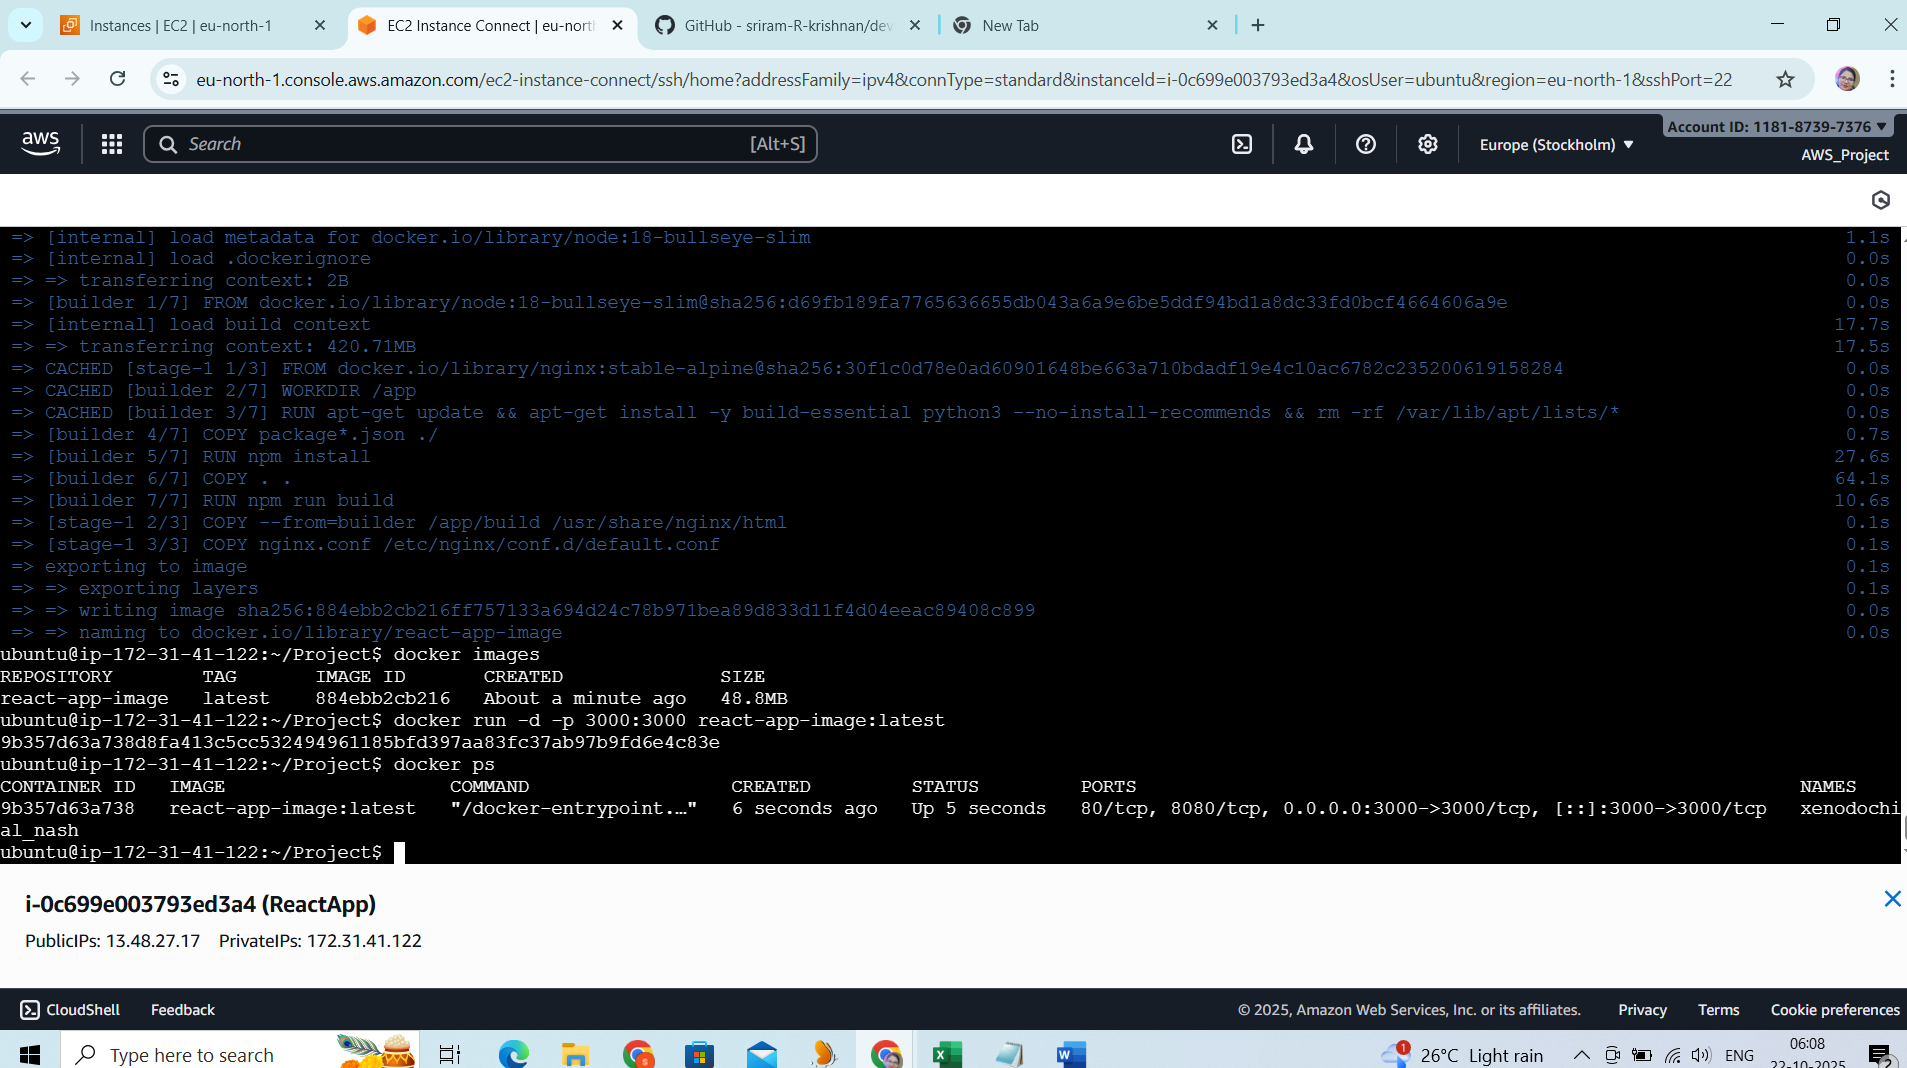 Instances | EC2 | eu-north-1
EC2 Instance Connect | eu-north
GitHub - sriram-R-krishnan/dev
New Tab
eu-north-1.console.aws.amazon.com/ec2-instance-connect/ssh/home?addressFamily=ipv4&connType=standard&instanceId=i-0c699e003793ed3a4&osUser=ubuntu&region=eu-north-1&sshPort=22
aws
Search [Alt+S]
Europe (Stockholm) ▼
Account ID: 1181-8739-7376 ▼
AWS_Project
=> [internal] load metadata for docker.io/library/node:18-bullseye-slim 1.1s
=> [internal] load .dockerignore 0.0s
=> => transferring context: 2B 0.0s
=> [builder 1/7] FROM docker.io/library/node:18-bullseye-slim@sha256:d69fb189fa7765636655db043a6a9e6be5ddf94bd1a8dc33fd0bcf4664606a9e 0.0s
=> [internal] load build context 17.7s
=> => transferring context: 420.71MB 17.5s
=> CACHED [stage-1 1/3] FROM docker.io/library/nginx:stable-alpine@sha256:30f1c0d78e0ad60901648be663a710bdadf19e4c10ac6782c235200619158284 0.0s
=> CACHED [builder 2/7] WORKDIR /app 0.0s
=> CACHED [builder 3/7] RUN apt-get update && apt-get install -y build-essential python3 --no-install-recommends && rm -rf /var/lib/apt/lists/* 0.0s
=> [builder 4/7] COPY package*.json ./ 0.7s
=> [builder 5/7] RUN npm install 27.6s
=> [builder 6/7] COPY . . 64.1s
=> [builder 7/7] RUN npm run build 10.6s
=> [stage-1 2/3] COPY --from=builder /app/build /usr/share/nginx/html 0.1s
=> [stage-1 3/3] COPY nginx.conf /etc/nginx/conf.d/default.conf 0.1s
=> exporting to image 0.1s
=> => exporting layers 0.1s
=> => writing image sha256:884ebb2cb216ff757133a694d24c78b971bea89d833d11f4d04eeac89408c899 0.0s
=> => naming to docker.io/library/react-app-image 0.0s
ubuntu@ip-172-31-41-122:~/Project$ docker images
REPOSITORY TAG IMAGE ID CREATED SIZE
react-app-image latest 884ebb2cb216 About a minute ago 48.8MB
ubuntu@ip-172-31-41-122:~/Project$ docker run -d -p 3000:3000 react-app-image:latest
9b357d63a738d8fa413c5cc532494961185bfd397aa83fc37ab97b9fd6e4c83e
ubuntu@ip-172-31-41-122:~/Project$ docker ps
CONTAINER ID IMAGE COMMAND CREATED STATUS PORTS NAMES
9b357d63a738 react-app-image:latest "/docker-entrypoint.…" 6 seconds ago Up 5 seconds 80/tcp, 8080/tcp, 0.0.0.0:3000->3000/tcp, [::]:3000->3000/tcp xenodochi
al_nash
ubuntu@ip-172-31-41-122:~/Project$
i-0c699e003793ed3a4 (ReactApp)
PublicIPs: 13.48.27.17 PrivateIPs: 172.31.41.122
CloudShell Feedback © 2025, Amazon Web Services, Inc. or its affiliates. Privacy Terms Cookie preferences
Type here to search
1
26°C Light rain
ENG
06:08
22-10-2025
2